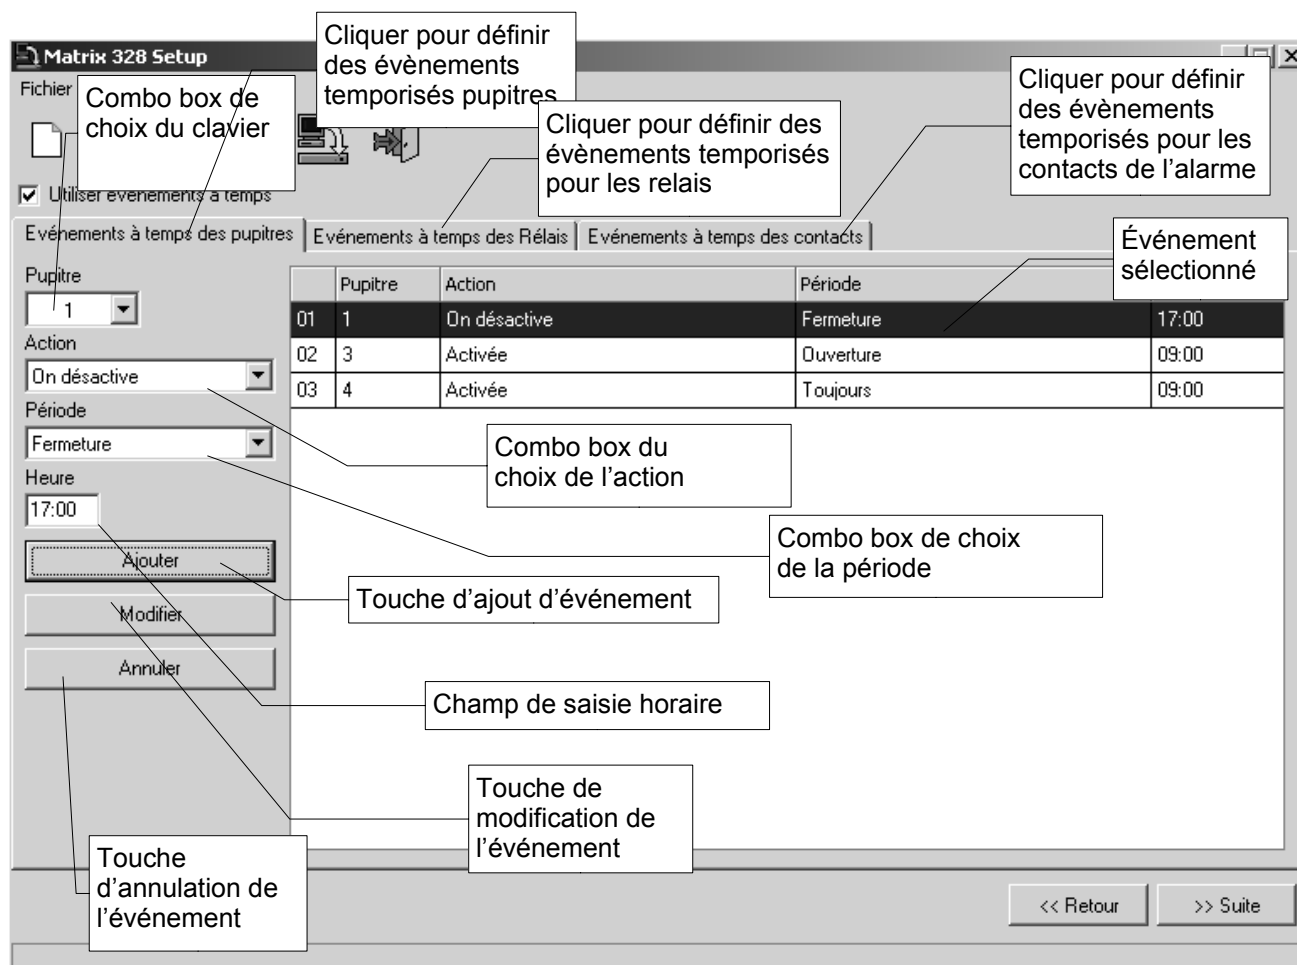 Cliquer pour définir
des évènements
temporisés pupitres
Matrix 328 Setup
Fichier
Combo box de
choix du clavier
Cliquer pour définir des
évènements temporisés
pour les relais
Cliquer pour définir
des évènements
temporisés pour les
contacts de l'alarme
Utiliser événements à temps
Evénements à temps des pupitres
Evénements à temps des Rélais
Evénements à temps des contacts
Événement
sélectionné
Pupitre
1
Action
On désactive
Période
Fermeture
Heure
17:00
Ajouter
Modifier
Annuler
Pupitre Action Période
01 1 On désactive Fermeture 17:00
02 3 Activée Ouverture 09:00
03 4 Activée Toujours 09:00
Combo box du
choix de l'action
Combo box de choix
de la période
Touche d'ajout d'événement
Champ de saisie horaire
Touche de
modification de
l'événement
Touche
d'annulation de
l'événement
<< Retour
>> Suite